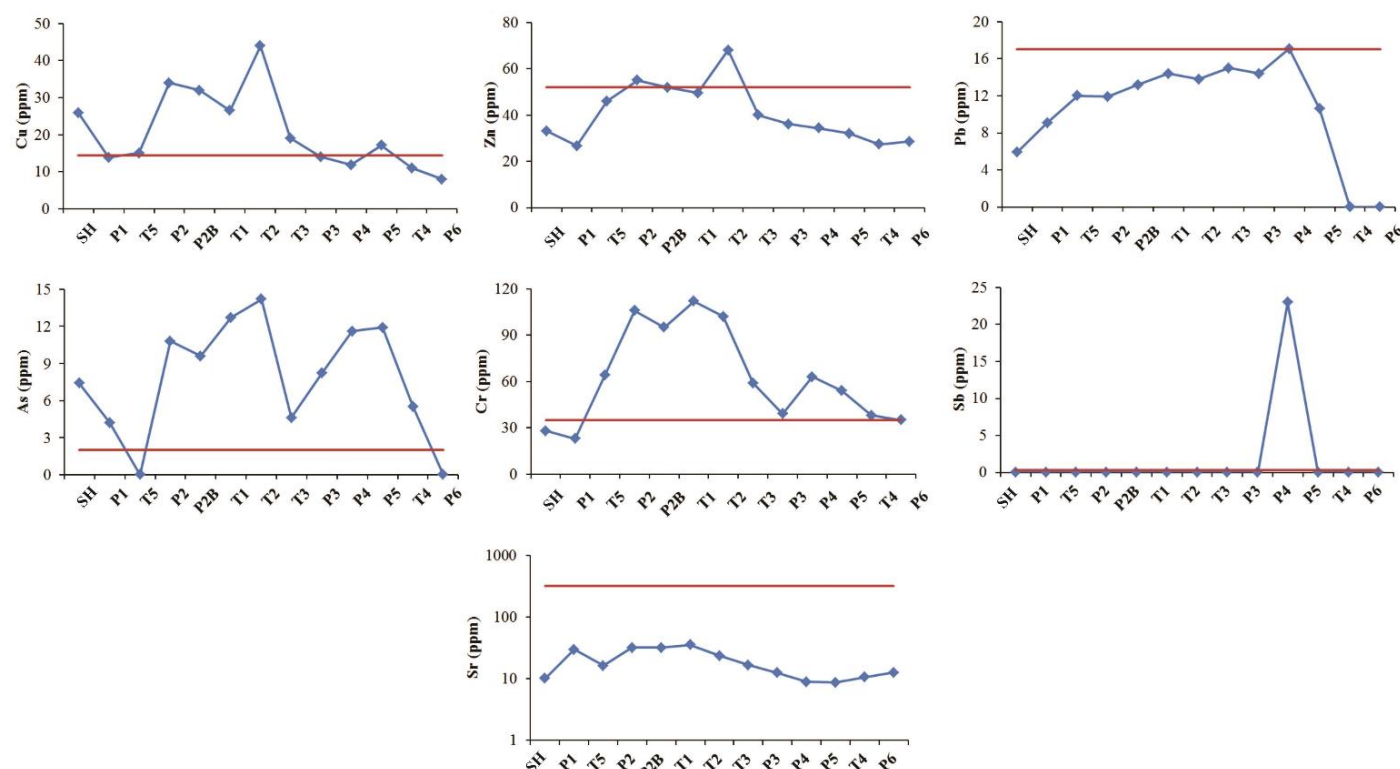 Cu (ppm)
50
40
30
20
10
0
SH P1 T5 P2 P2B T1 T2 T3 P3 P4 P5 T4 P6
Zn (ppm)
80
60
40
20
0
SH P1 T5 P2 P2B T1 T2 T3 P3 P4 P5 T4 P6
Pb (ppm)
20
16
12
8
4
0
SH P1 T5 P2 P2B T1 T2 T3 P3 P4 P5 T4 P6
As (ppm)
15
12
9
6
3
0
SH P1 T5 P2 P2B T1 T2 T3 P3 P4 P5 T4 P6
Cr (ppm)
120
90
60
30
0
SH P1 T5 P2 P2B T1 T2 T3 P3 P4 P5 T4 P6
Sb (ppm)
25
20
15
10
5
0
SH P1 T5 P2 P2B T1 T2 T3 P3 P4 P5 T4 P6
Sr (ppm)
1000
100
10
1
SH P1 T5 P2 P2B T1 T2 T3 P3 P4 P5 T4 P6